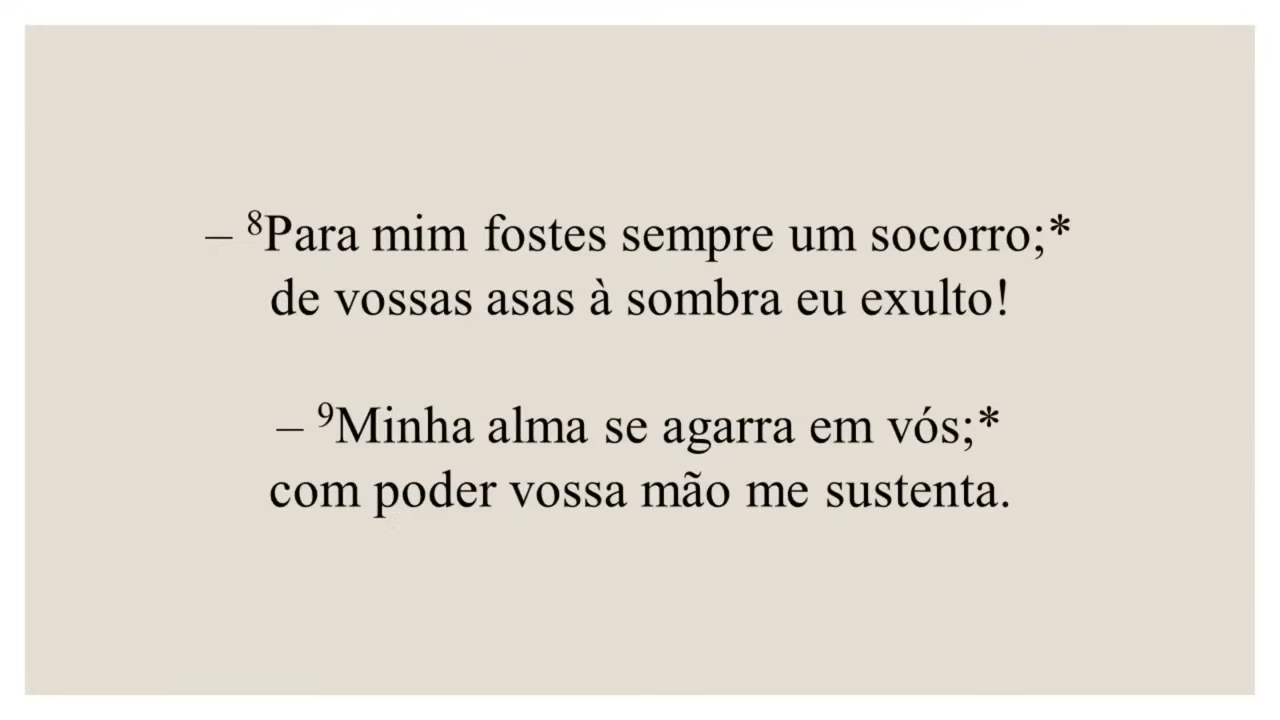 – ⁸Para mim fostes sempre um socorro;*
de vossas asas à sombra eu exulto!
– ⁹Minha alma se agarra em vós;*
com poder vossa mão me sustenta.